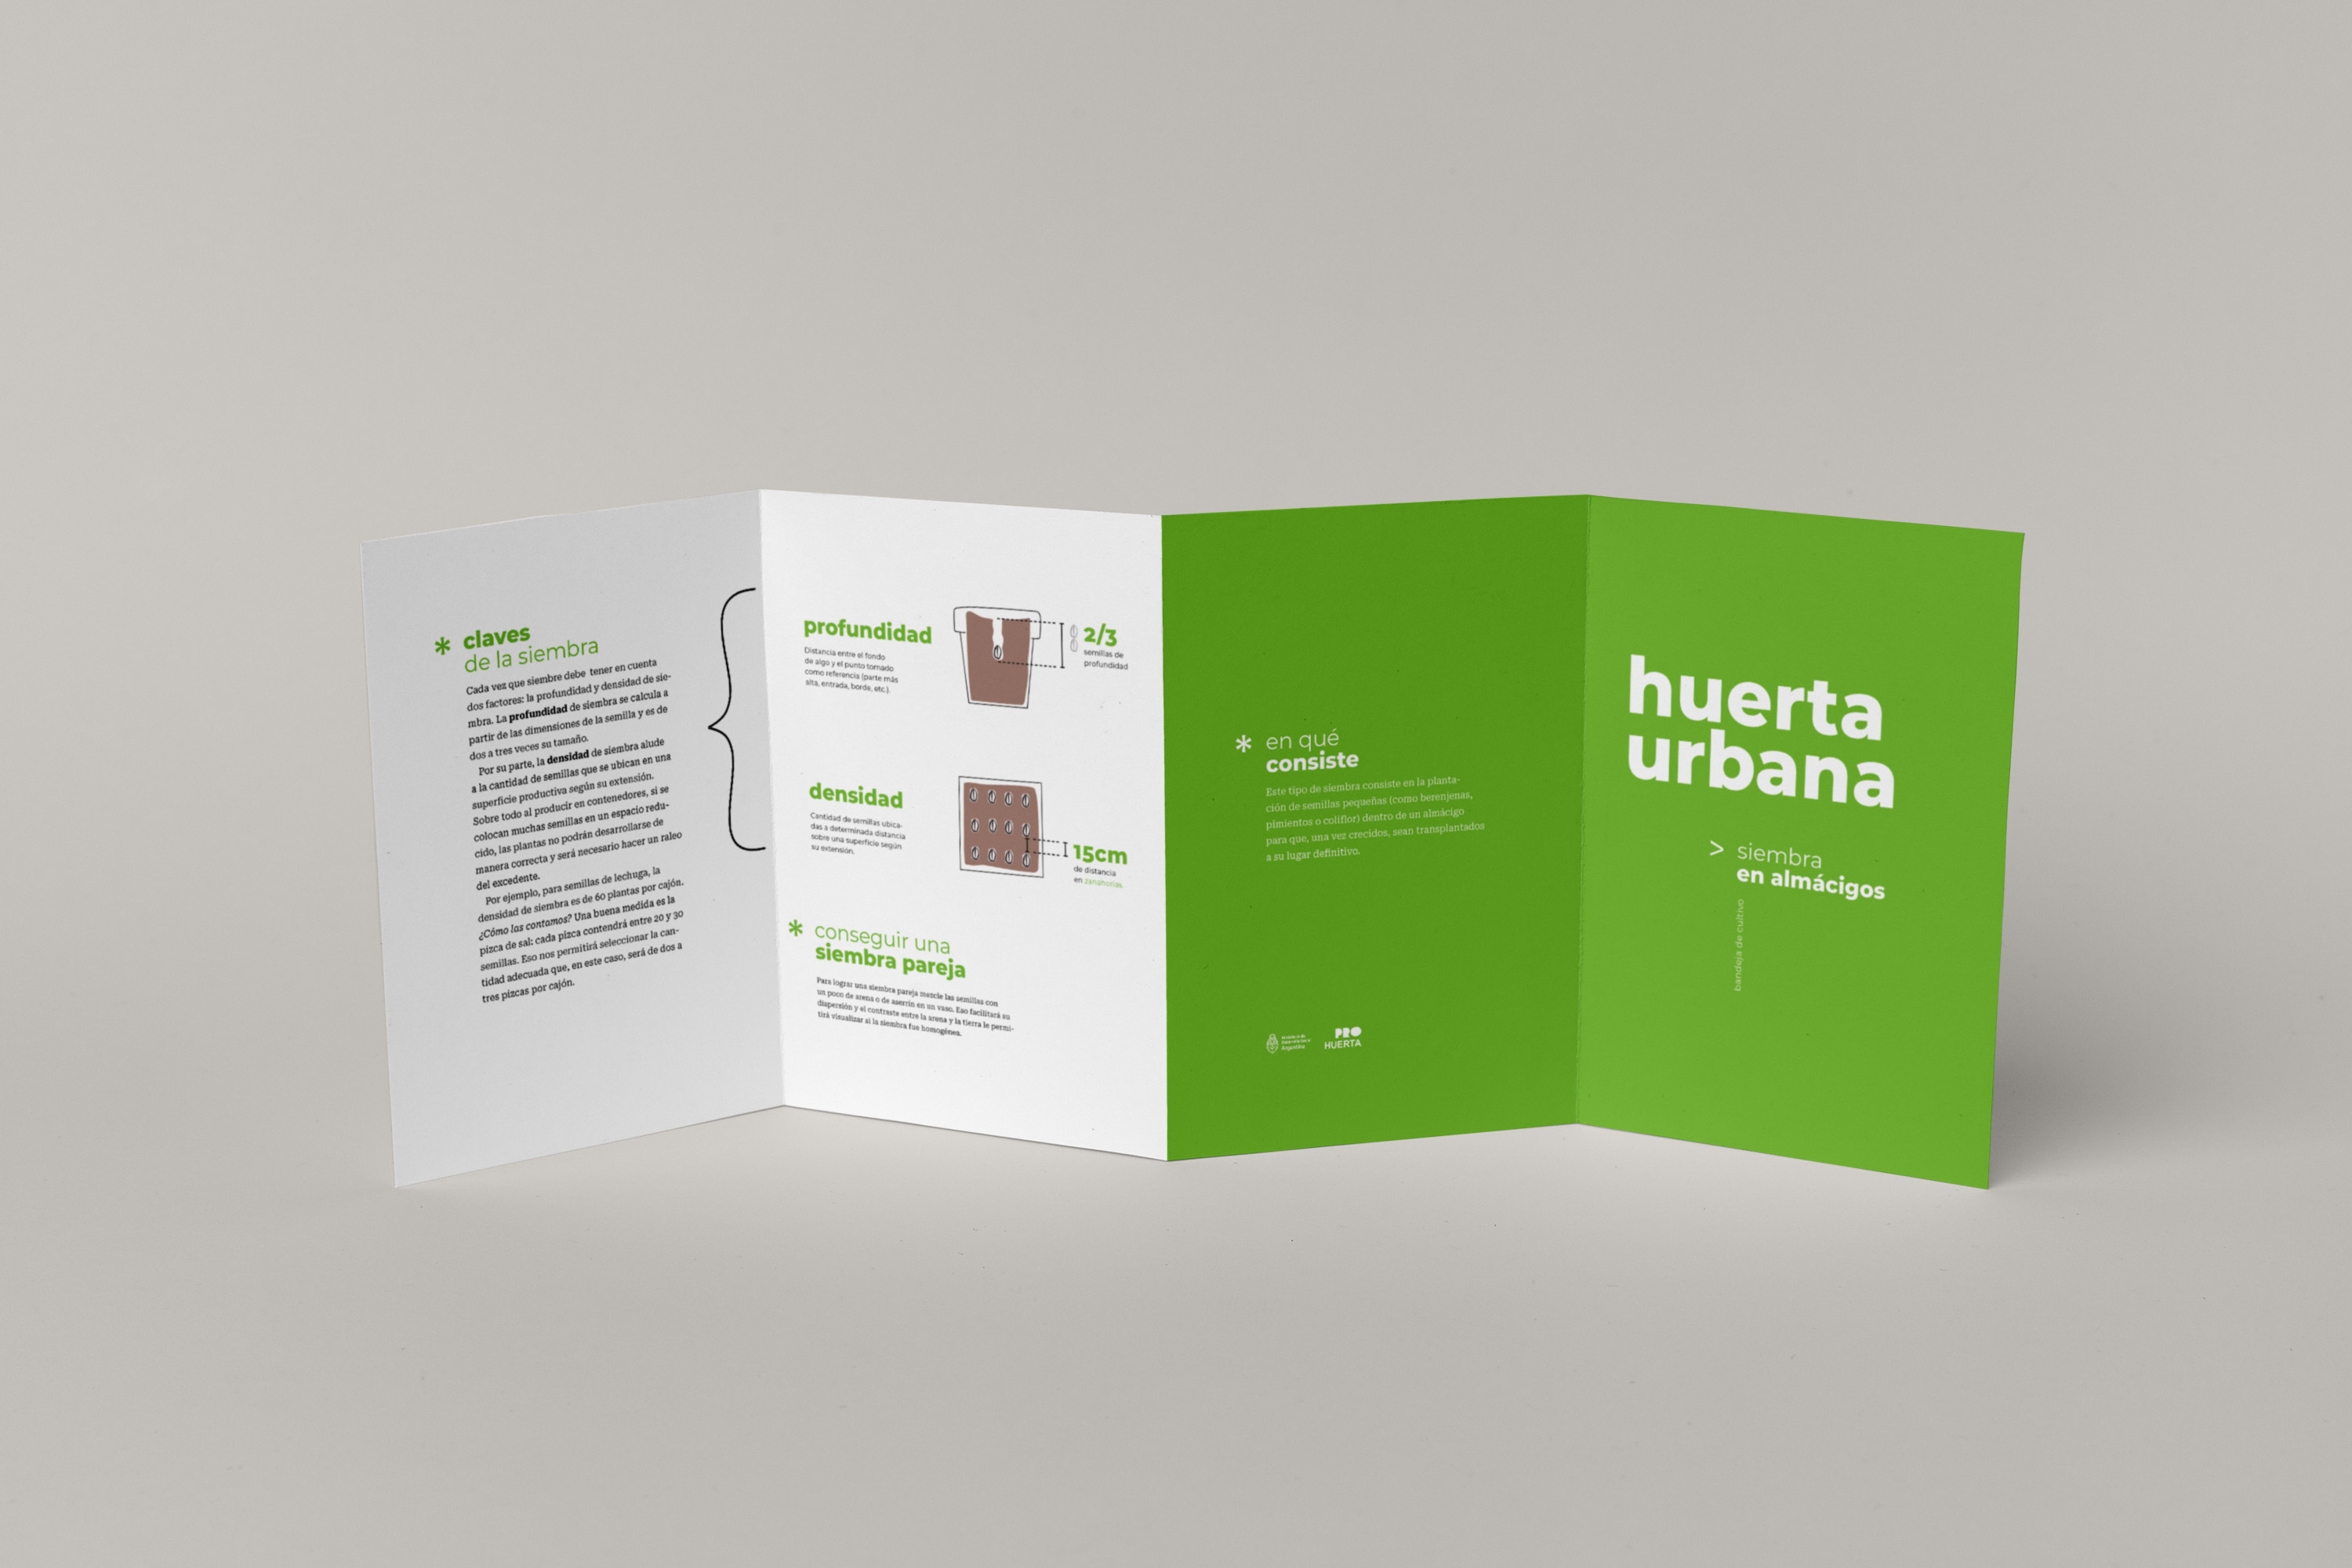 * claves
de la siembra
Cada vez que siembre debe tener en cuenta
dos factores: la profundidad y densidad de sie-
mbra. La profundidad de siembra se calcula a
partir de las dimensiones de la semilla y es de
dos a tres veces su tamaño.
Por su parte, la densidad de siembra alude
a la cantidad de semillas que se ubican en una
superficie productiva según su extensión.
Sobre todo al producir en contenedores, si se
colocan muchas semillas en un espacio redu-
cido, las plantas no podrán desarrollarse de
manera correcta y será necesario hacer un raleo
del excedente.
Por ejemplo, para semillas de lechuga, la
densidad de siembra es de 60 plantas por cajón.
¿Cómo las contamos? Una buena medida es la
pizca de sal: cada pizca contendrá entre 20 y 30
semillas. Eso nos permitirá seleccionar la can-
tidad adecuada que, en este caso, será de dos a
tres pizcas por cajón.
profundidad
Distancia entre el fondo
de algo y el punto tomado
como referencia (parte más
alta, entrada, borde, etc.).
2/3
semillas de
profundidad
densidad
Cantidad de semillas ubica-
das a determinada distancia
sobre una superficie según
su extensión.
15cm
de distancia
en zanahorias
* conseguir una
siembra pareja
Para lograr una siembra pareja mezcle las semillas con
un poco de arena o de aserrín en un vaso. Eso facilitará su
dispersión y el contraste entre la arena y la tierra le permi-
tirá visualizar si la siembra fue homogénea.
* en qué
consiste
Este tipo de siembra consiste en la planta-
ción de semillas pequeñas (como berenjenas,
pimientos o coliflor) dentro de un almácigo
para que, una vez crecidos, sean transplantados
a su lugar definitivo.
Argentina
PRO
HUERTA
huerta
urbana
> siembra
en almácigos
bandeja de cultivo